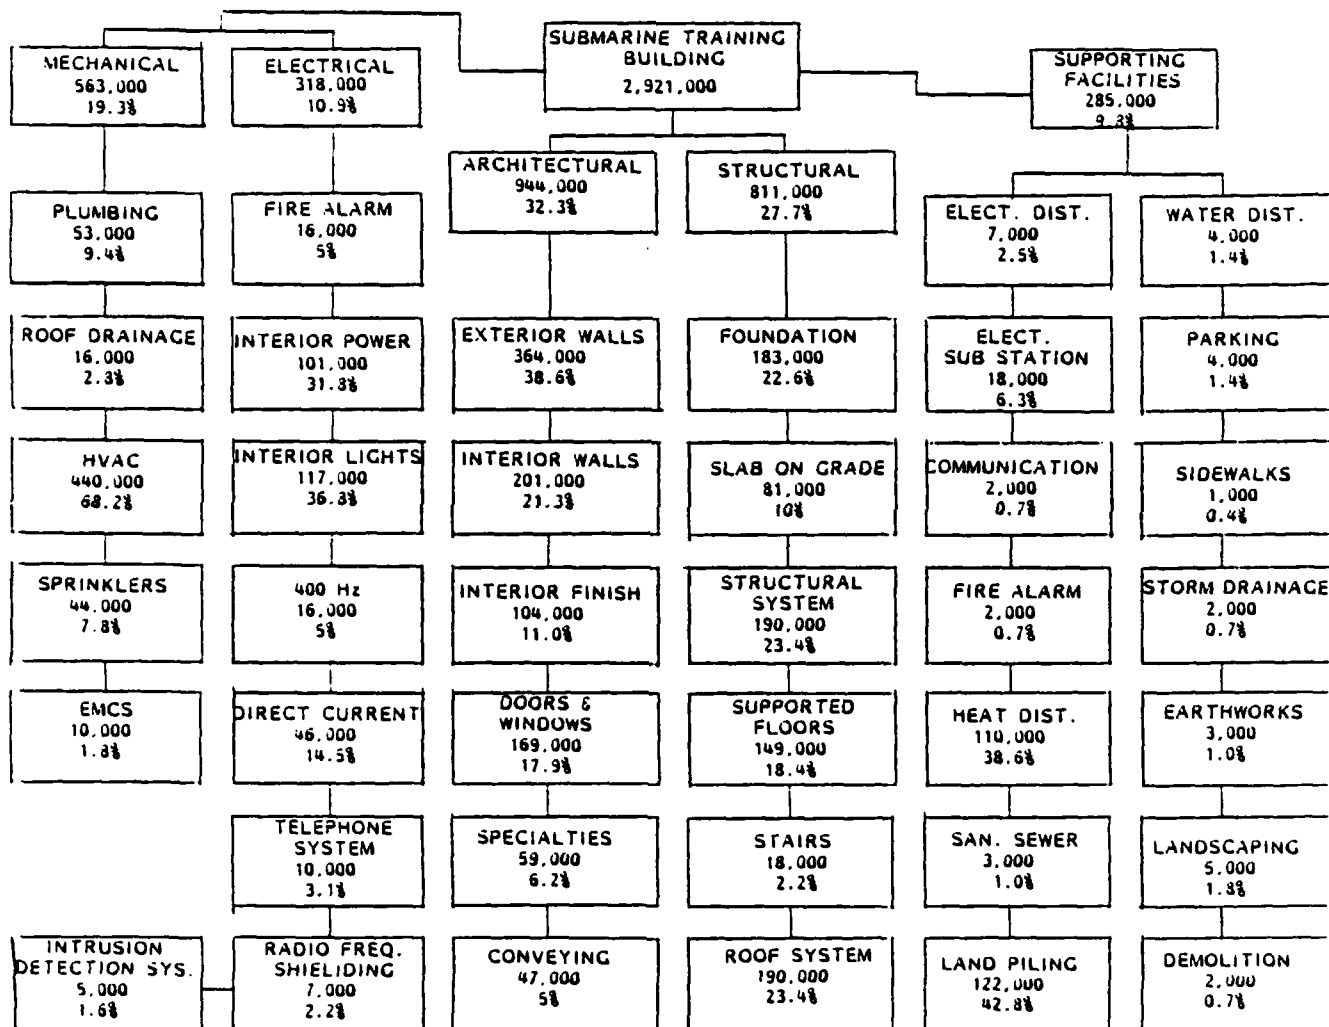 SUBMARINE TRAINING
BUILDING
2,921,000
MECHANICAL
563,000
19.3%
ELECTRICAL
318,000
10.9%
SUPPORTING
FACILITIES
285,000
9.8%
ARCHITECTURAL
944,000
32.3%
STRUCTURAL
811,000
27.7%
PLUMBING
53,000
9.4%
FIRE ALARM
16,000
5%
ELECT. DIST.
7,000
2.5%
WATER DIST.
4,000
1.4%
ROOF DRAINAGE
16,000
2.8%
INTERIOR POWER
101,000
31.8%
EXTERIOR WALLS
364,000
38.6%
FOUNDATION
183,000
22.6%
ELECT.
SUB STATION
18,000
6.3%
PARKING
4,000
1.4%
HVAC
440,000
68.2%
INTERIOR LIGHTS
117,000
36.8%
INTERIOR WALLS
201,000
21.3%
SLAB ON GRADE
81,000
10%
COMMUNICATION
2,000
0.7%
SIDEWALKS
1,000
0.4%
SPRINKLERS
44,000
7.8%
400 Hz
16,000
5%
INTERIOR FINISH
104,000
11.0%
STRUCTURAL
SYSTEM
190,000
23.4%
FIRE ALARM
2,000
0.7%
STORM DRAINAGE
2,000
0.7%
EMCS
10,000
1.8%
DIRECT CURRENT
46,000
14.5%
DOORS &
WINDOWS
169,000
17.9%
SUPPORTED
FLOORS
149,000
18.4%
HEAT DIST.
110,000
38.6%
EARTHWORKS
3,000
1.0%
TELEPHONE
SYSTEM
10,000
3.1%
SPECIALTIES
59,000
6.2%
STAIRS
18,000
2.2%
SAN. SEWER
3,000
1.0%
LANDSCAPING
5,000
1.8%
INTRUSION
DETECTION SYS.
5,000
1.6%
RADIO FREQ.
SHIELIDING
7,000
2.2%
CONVEYING
47,000
5%
ROOF SYSTEM
190,000
23.4%
LAND PILING
122,000
42.8%
DEMOLITION
2,000
0.7%